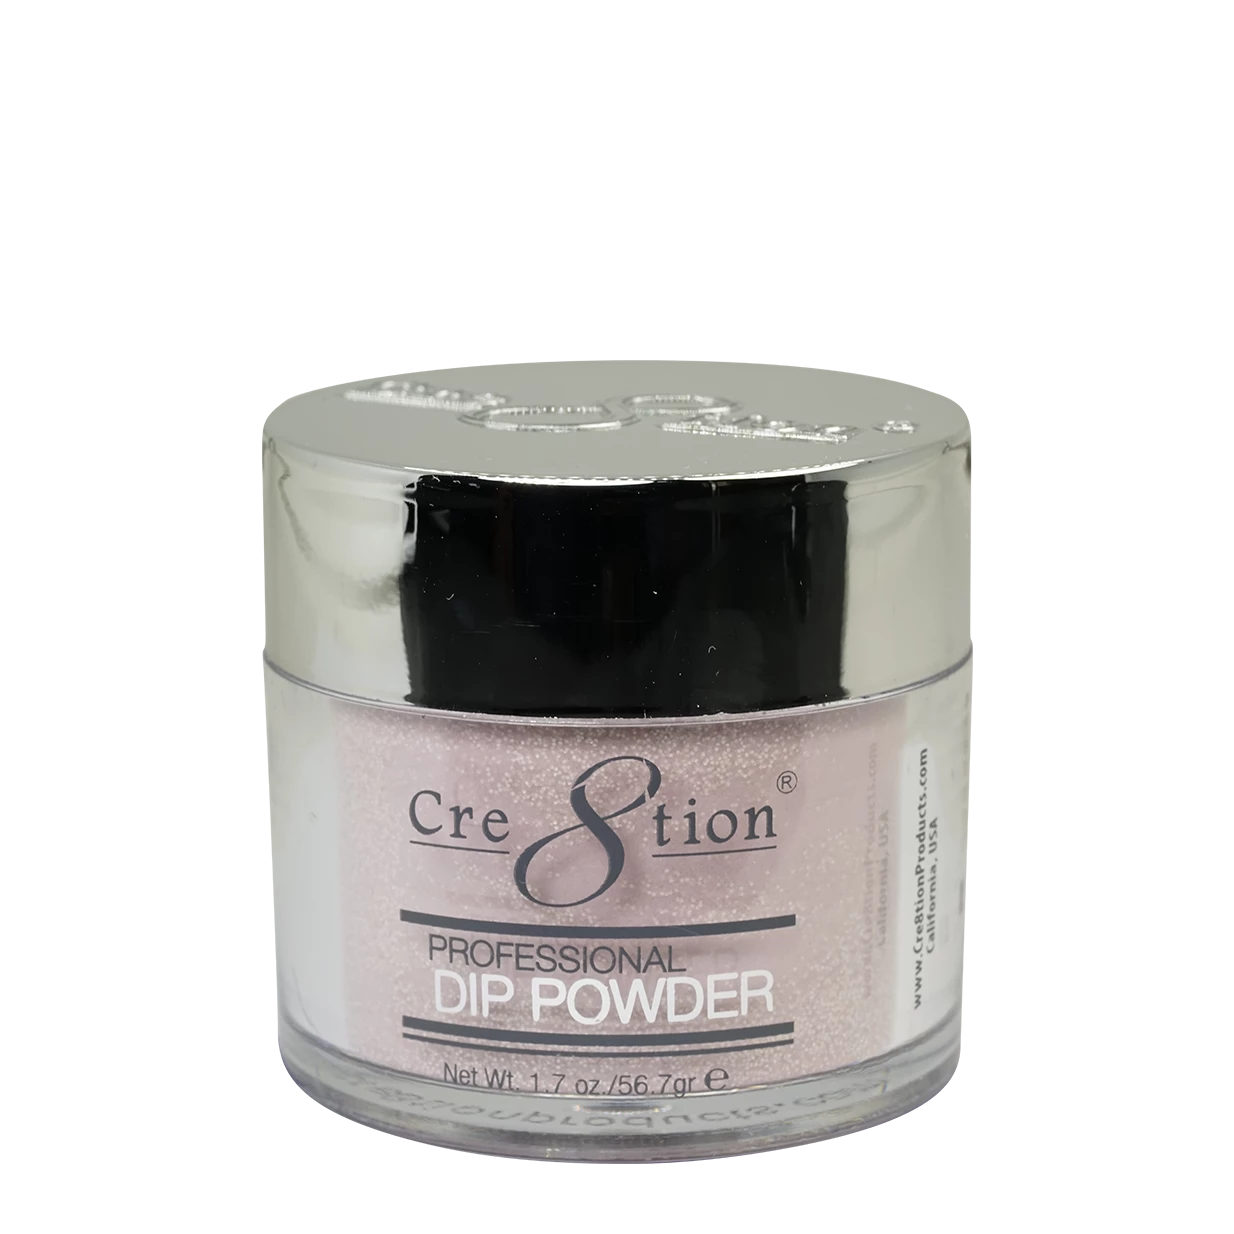 Cre8tion®
PROFESSIONAL
DIP POWDER
Net Wt. 1.7 oz./56.7gr ℮
www.Cre8tionProducts.com
California, USA